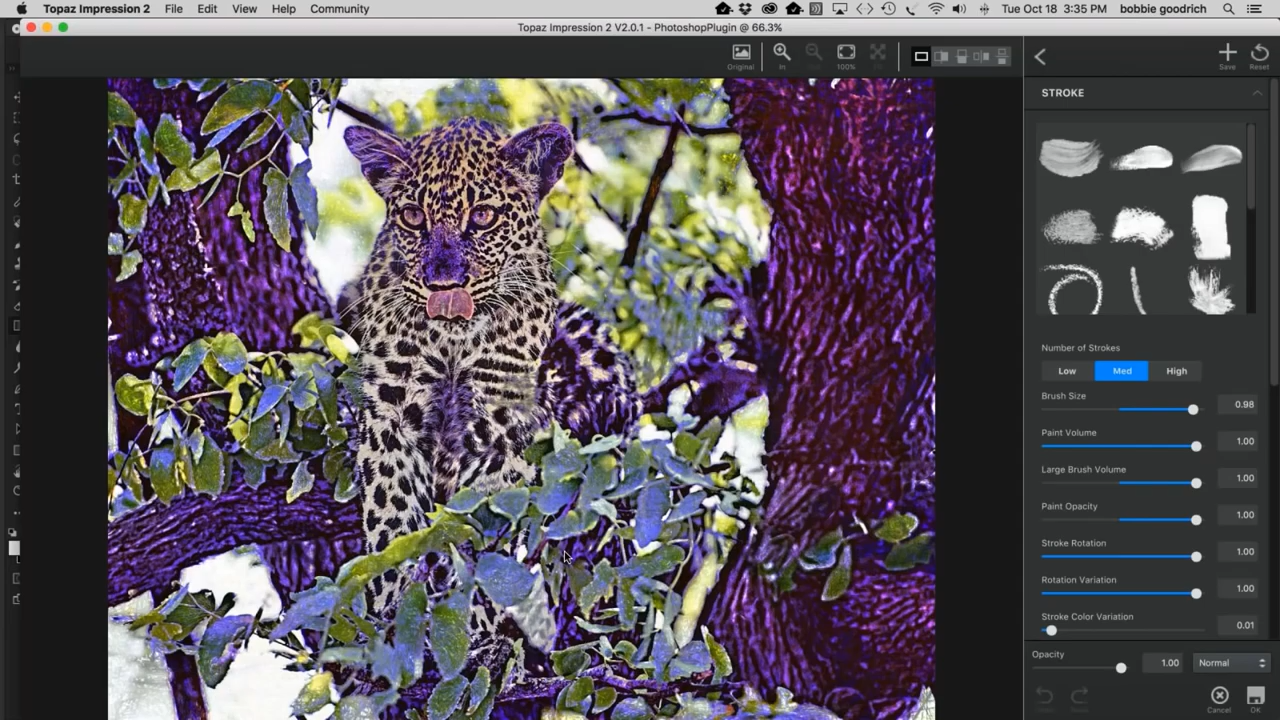 Topaz Impression 2 File Edit View Help Community Tue Oct 18 3:35 PM bobbie goodrich
Topaz Impression 2 V2.0.1 - PhotoshopPlugin @ 66.3%
Original In 100% Save Reset
STROKE
Number of Strokes
Low Med High
Brush Size 0.98
Paint Volume 1.00
Large Brush Volume 1.00
Paint Opacity 1.00
Stroke Rotation 1.00
Rotation Variation 1.00
Stroke Color Variation 0.01
Opacity 1.00 Normal
Cancel OK